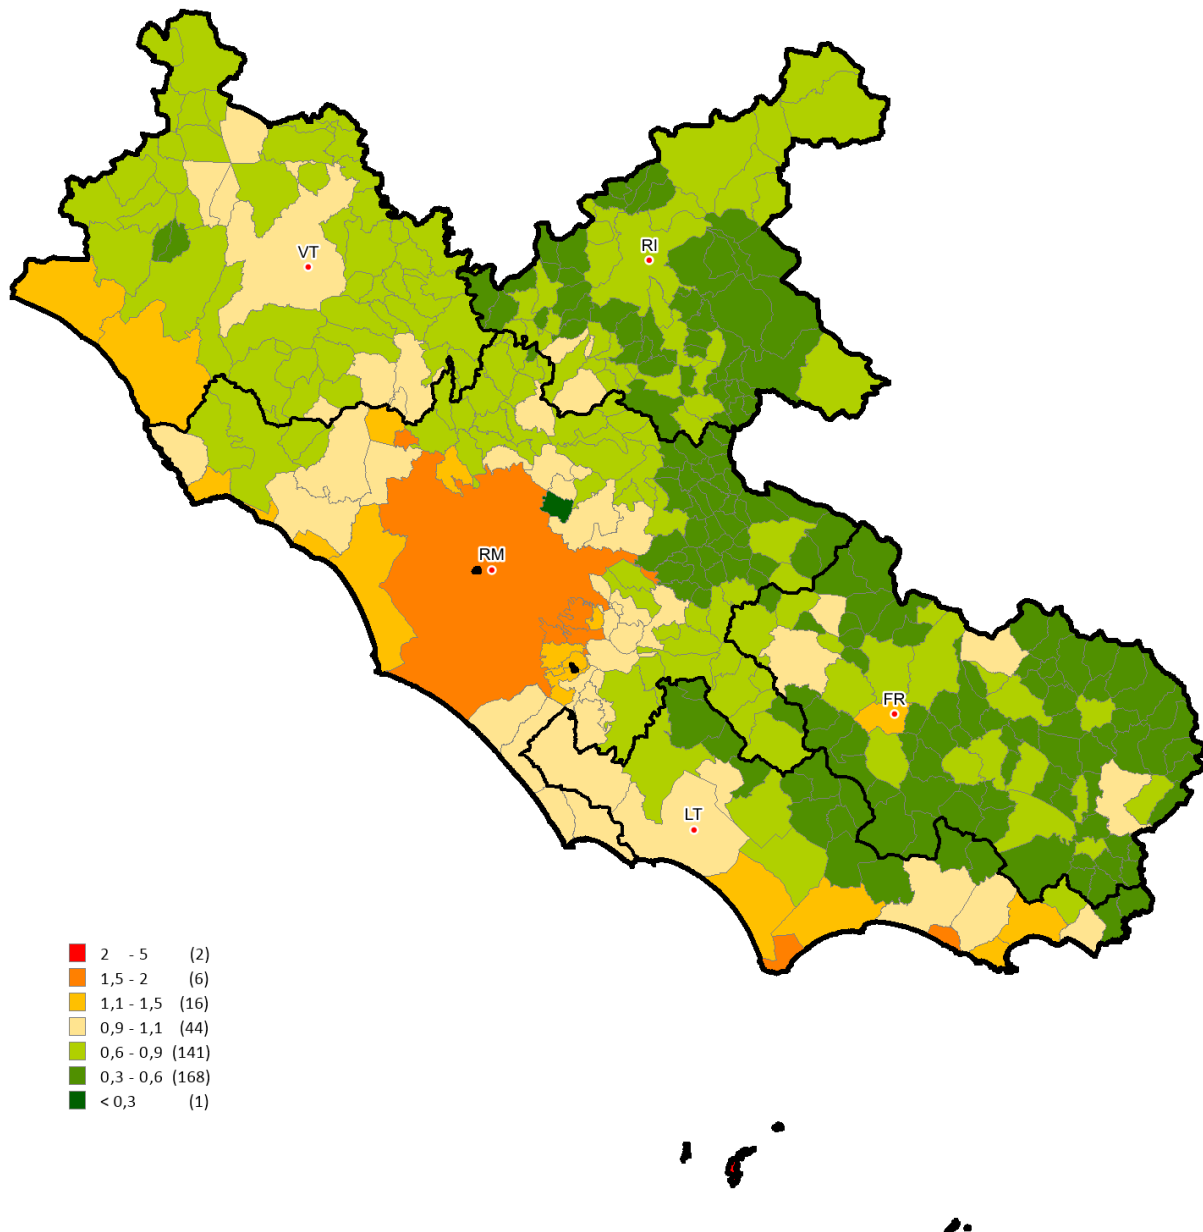 VT
RI
RM
FR
LT
2 - 5 (2)
1,5 - 2 (6)
1,1 - 1,5 (16)
0,9 - 1,1 (44)
0,6 - 0,9 (141)
0,3 - 0,6 (168)
< 0,3 (1)